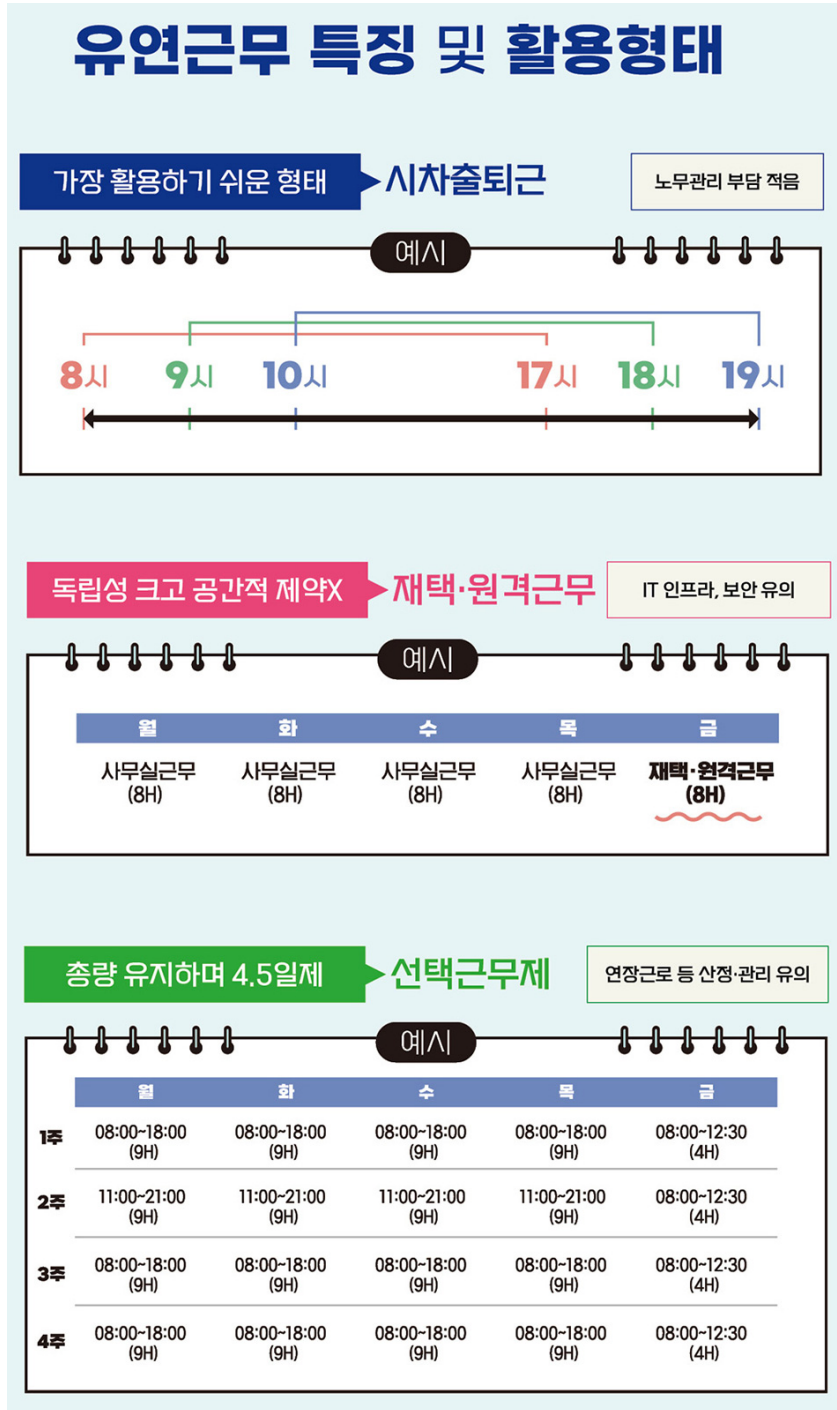 유연근무 특징 및 활용형태
가장 활용하기 쉬운 형태 시차출퇴근 노무관리 부담 적음
예시
8시 9시 10시 17시 18시 19시
독립성 크고 공간적 제약X 재택·원격근무 IT 인프라, 보안 유의
예시
월 화 수 목 금
사무실근무 사무실근무 사무실근무 사무실근무 재택·원격근무
(8H) (8H) (8H) (8H) (8H)
총량 유지하며 4.5일제 선택근무제 연장근로 등 산정·관리 유의
예시
월 화 수 목 금
1주 08:00~18:00 08:00~18:00 08:00~18:00 08:00~18:00 08:00~12:30
(9H) (9H) (9H) (9H) (4H)
2주 11:00~21:00 11:00~21:00 11:00~21:00 11:00~21:00 08:00~12:30
(9H) (9H) (9H) (9H) (4H)
3주 08:00~18:00 08:00~18:00 08:00~18:00 08:00~18:00 08:00~12:30
(9H) (9H) (9H) (9H) (4H)
4주 08:00~18:00 08:00~18:00 08:00~18:00 08:00~18:00 08:00~12:30
(9H) (9H) (9H) (9H) (4H)